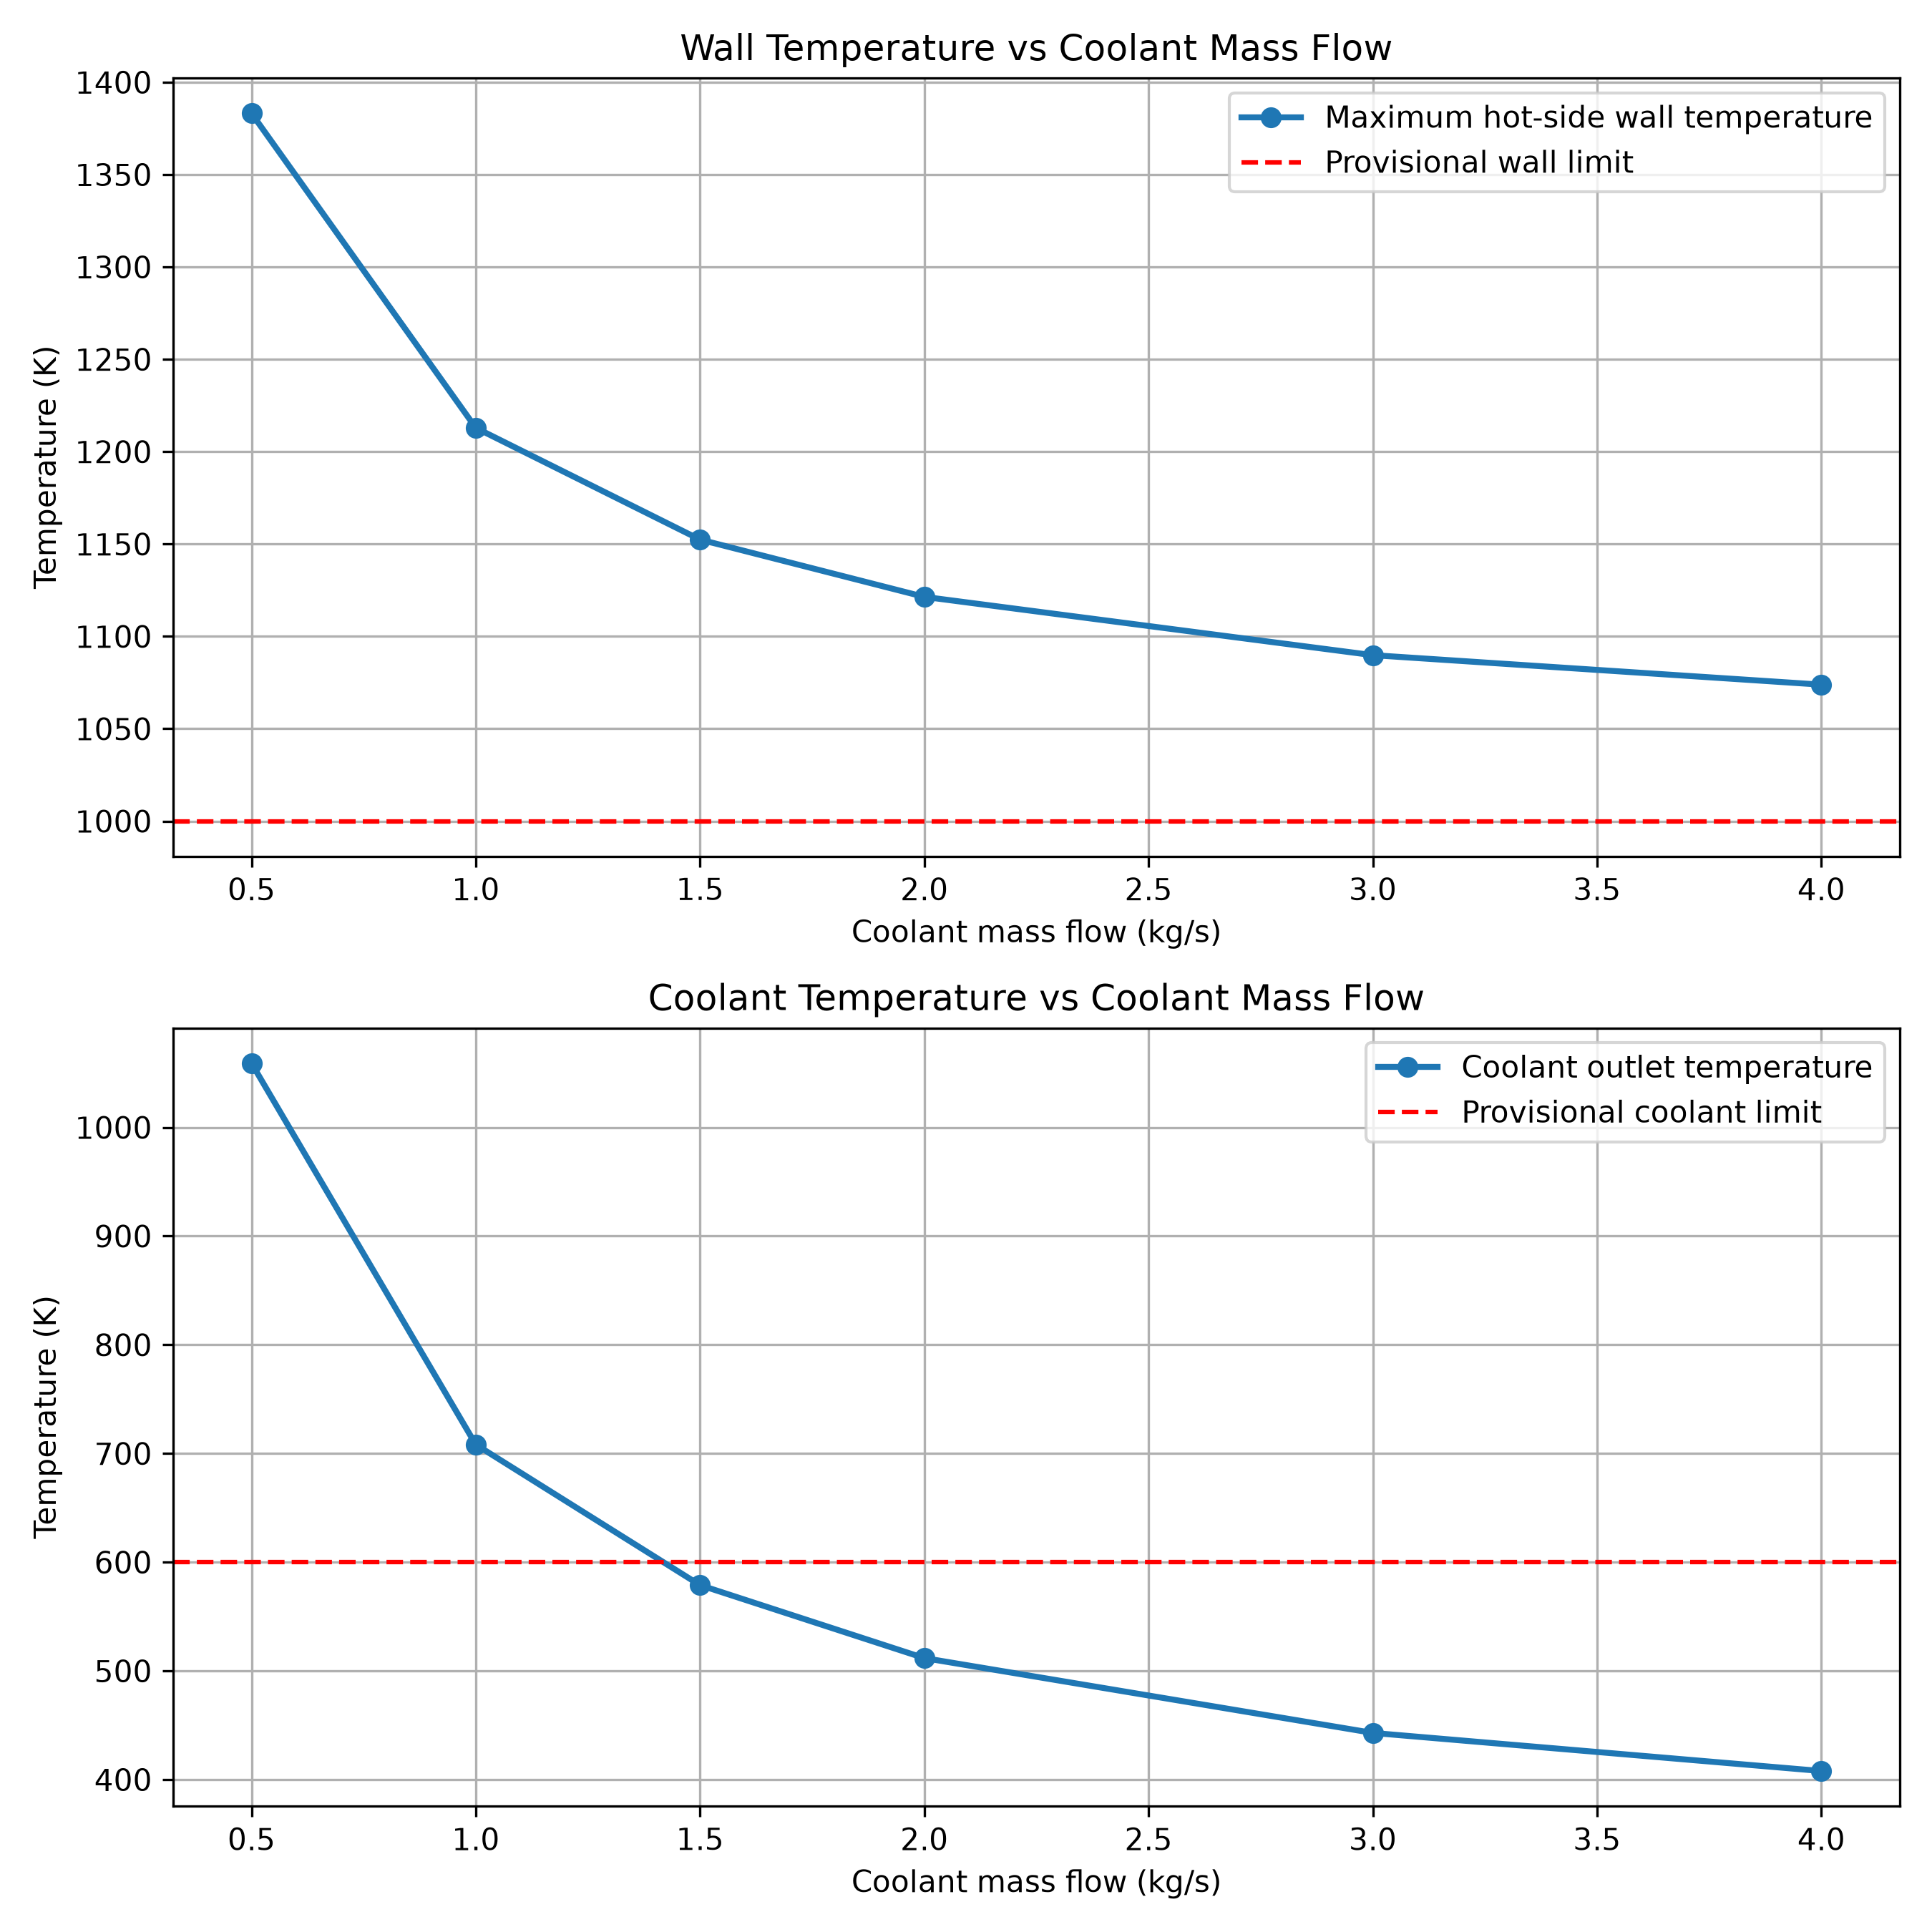 Wall Temperature vs Coolant Mass Flow
Maximum hot-side wall temperature
Provisional wall limit
Temperature (K)
1400
1350
1300
1250
1200
1150
1100
1050
1000
0.5 1.0 1.5 2.0 2.5 3.0 3.5 4.0
Coolant mass flow (kg/s)
Coolant Temperature vs Coolant Mass Flow
Coolant outlet temperature
Provisional coolant limit
Temperature (K)
1000
900
800
700
600
500
400
0.5 1.0 1.5 2.0 2.5 3.0 3.5 4.0
Coolant mass flow (kg/s)